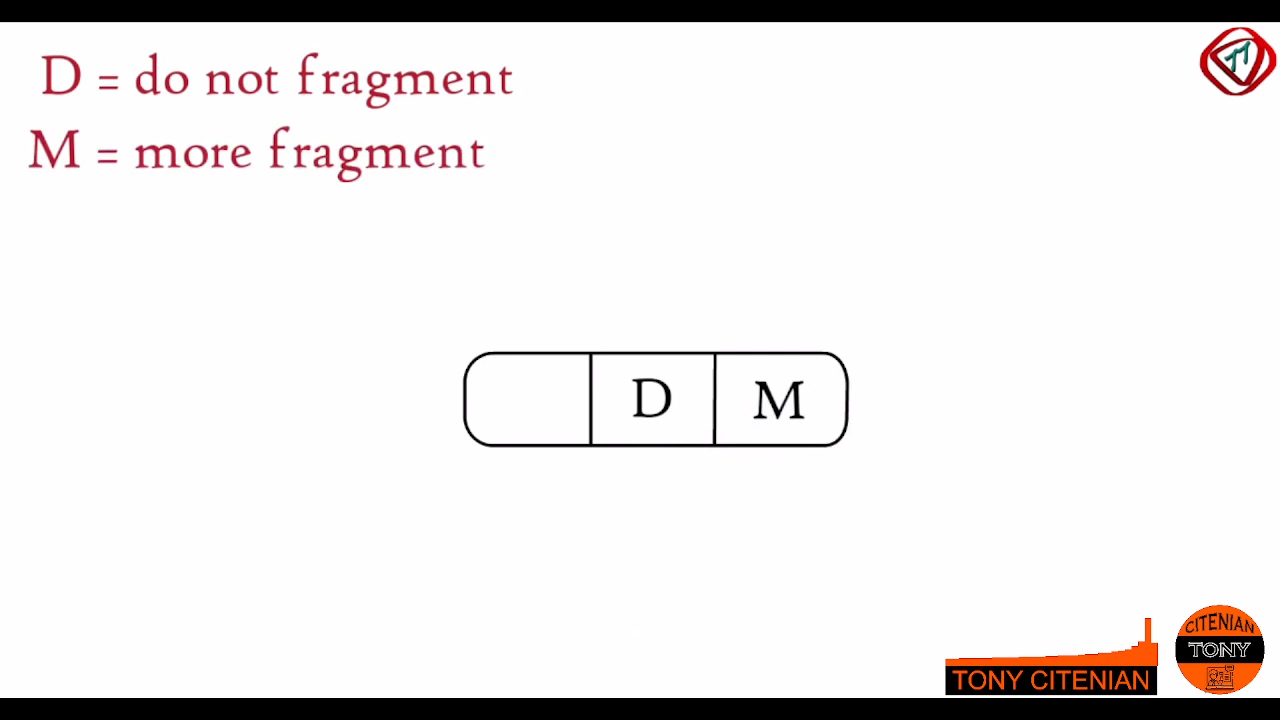 D = do not fragment
M = more fragment
D M
TONY CITENIAN
CITENIAN
TONY